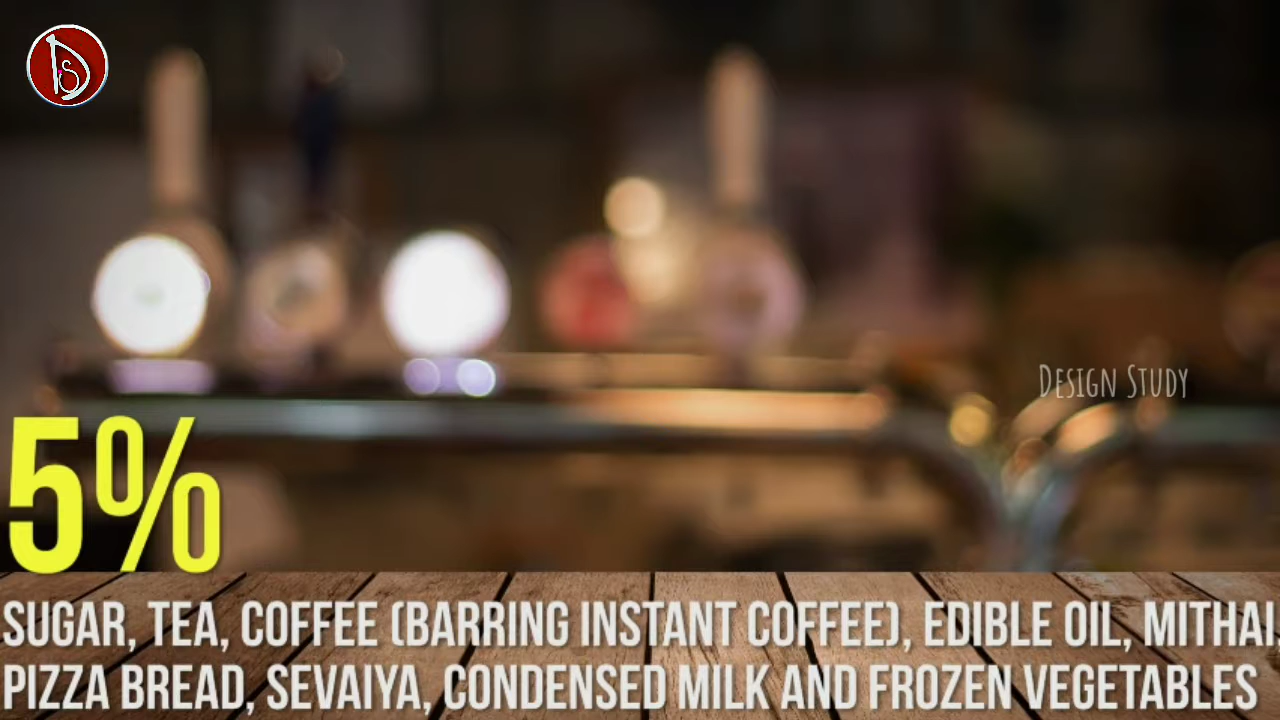 Design Study
5%
SUGAR, TEA, COFFEE (BARRING INSTANT COFFEE), EDIBLE OIL, MITHAI,
PIZZA BREAD, SEVAIYA, CONDENSED MILK AND FROZEN VEGETABLES